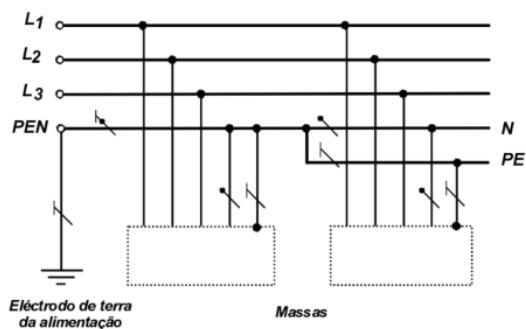 L1
L2
L3
PEN
N
PE
Eléctrodo de terra
da alimentação
Massas